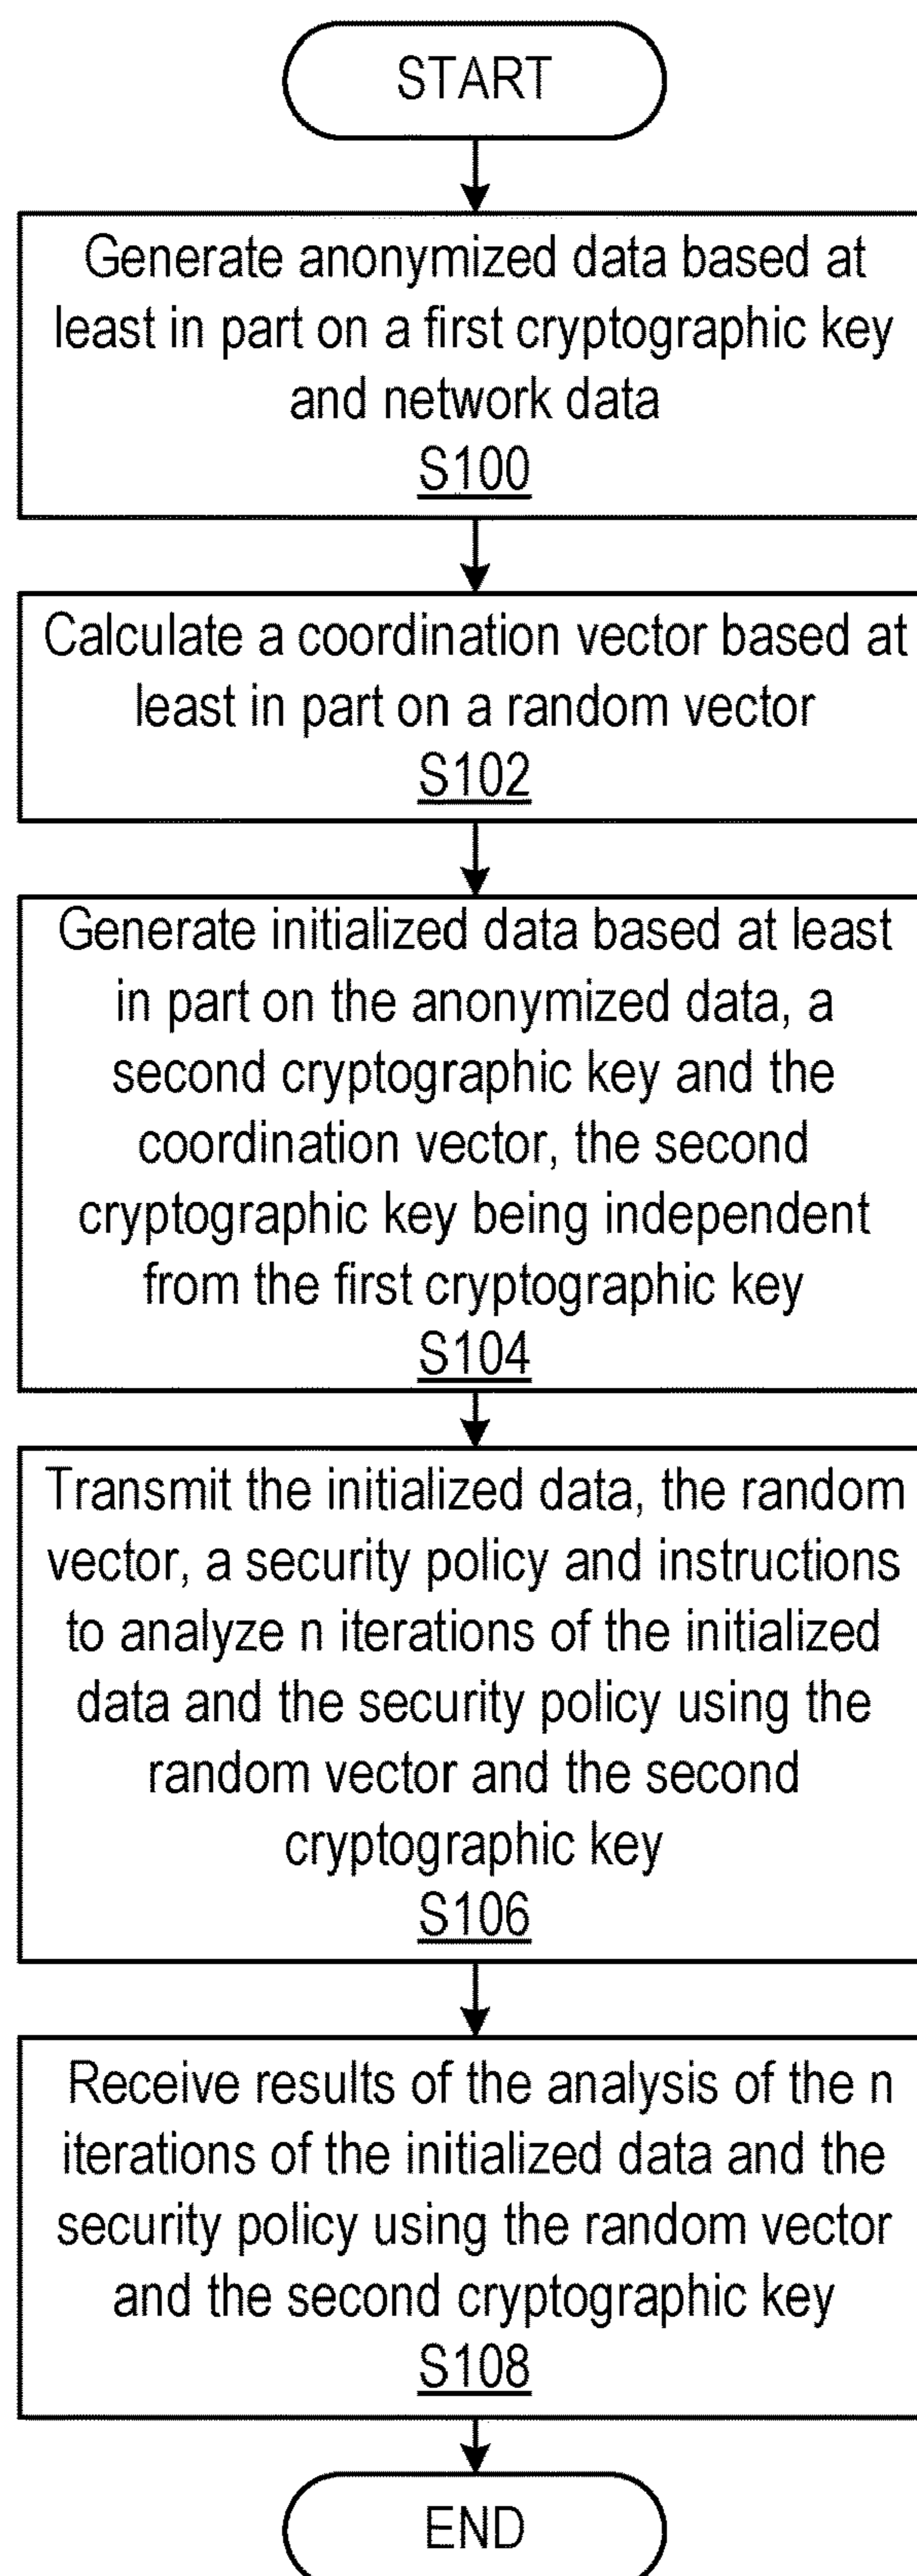 START
Generate anonymized data based at
least in part on a first cryptographic key
and network data
S100
Calculate a coordination vector based at
least in part on a random vector
S102
Generate initialized data based at least
in part on the anonymized data, a
second cryptographic key and the
coordination vector, the second
cryptographic key being independent
from the first cryptographic key
S104
Transmit the initialized data, the random
vector, a security policy and instructions
to analyze n iterations of the initialized
data and the security policy using the
random vector and the second
cryptographic key
S106
Receive results of the analysis of the n
iterations of the initialized data and the
security policy using the random vector
and the second cryptographic key
S108
END